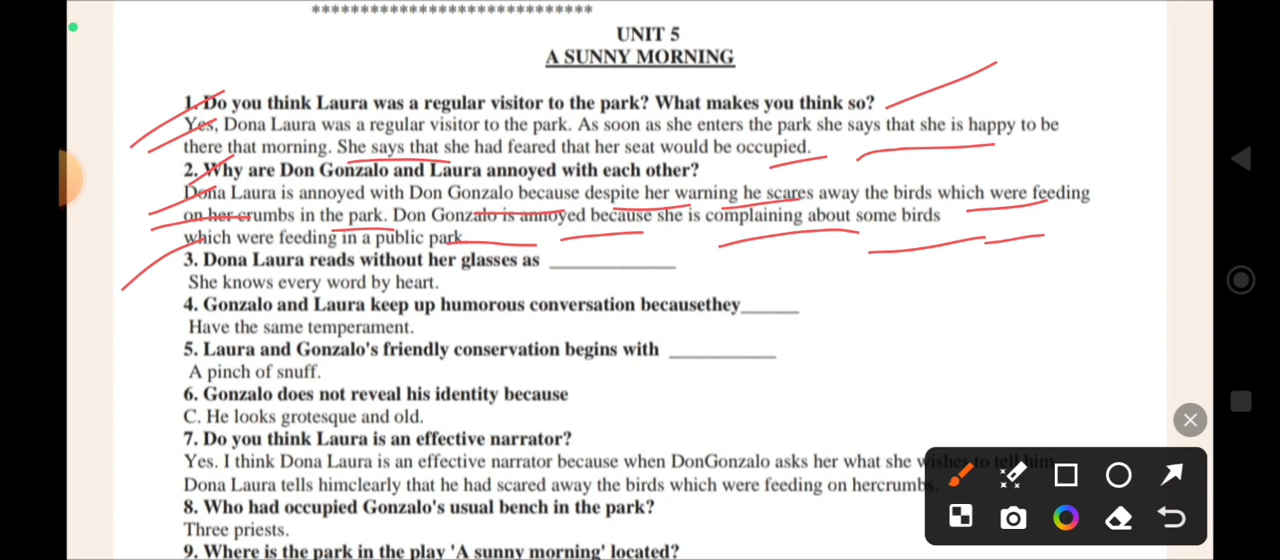 ****************************
UNIT 5
A SUNNY MORNING
1. Do you think Laura was a regular visitor to the park? What makes you think so?
Yes, Dona Laura was a regular visitor to the park. As soon as she enters the park she says that she is happy to be
there that morning. She says that she had feared that her seat would be occupied.
2. Why are Don Gonzalo and Laura annoyed with each other?
Dona Laura is annoyed with Don Gonzalo because despite her warning he scares away the birds which were feeding
on her crumbs in the park. Don Gonzalo is annoyed because she is complaining about some birds
which were feeding in a public park.
3. Dona Laura reads without her glasses as _____________
She knows every word by heart.
4. Gonzalo and Laura keep up humorous conversation becausethey______
Have the same temperament.
5. Laura and Gonzalo's friendly conservation begins with ___________
A pinch of snuff.
6. Gonzalo does not reveal his identity because
C. He looks grotesque and old.
7. Do you think Laura is an effective narrator?
Yes. I think Dona Laura is an effective narrator because when DonGonzalo asks her what she wishes to tell him
Dona Laura tells himclearly that he had scared away the birds which were feeding on hercrumbs.
8. Who had occupied Gonzalo's usual bench in the park?
Three priests.
9. Where is the park in the play 'A sunny morning' located?